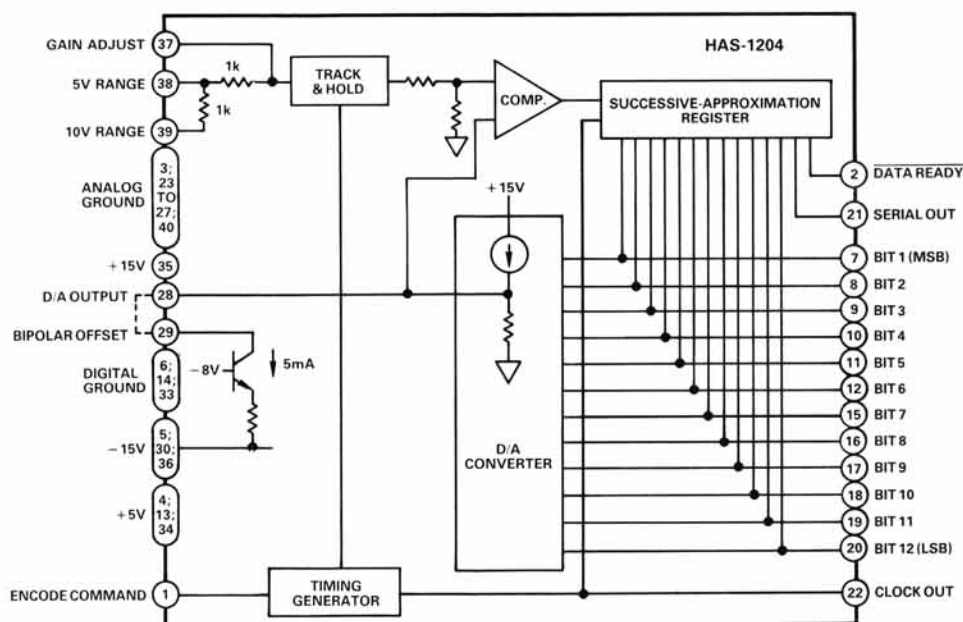 HAS-1204
GAIN ADJUST 37
5V RANGE 38
1k
1k
10V RANGE 39
TRACK
& HOLD
COMP.
SUCCESSIVE-APPROXIMATION
REGISTER
ANALOG
GROUND
3;
23
TO
27;
40
+15V 35
D/A OUTPUT 28
BIPOLAR OFFSET 29
DIGITAL
GROUND
6;
14;
33
-8V
5mA
-15V
5;
30;
36
+5V
4;
13;
34
ENCODE COMMAND 1
TIMING
GENERATOR
+15V
D/A
CONVERTER
2 DATA READY
21 SERIAL OUT
7 BIT 1 (MSB)
8 BIT 2
9 BIT 3
10 BIT 4
11 BIT 5
12 BIT 6
15 BIT 7
16 BIT 8
17 BIT 9
18 BIT 10
19 BIT 11
20 BIT 12 (LSB)
22 CLOCK OUT